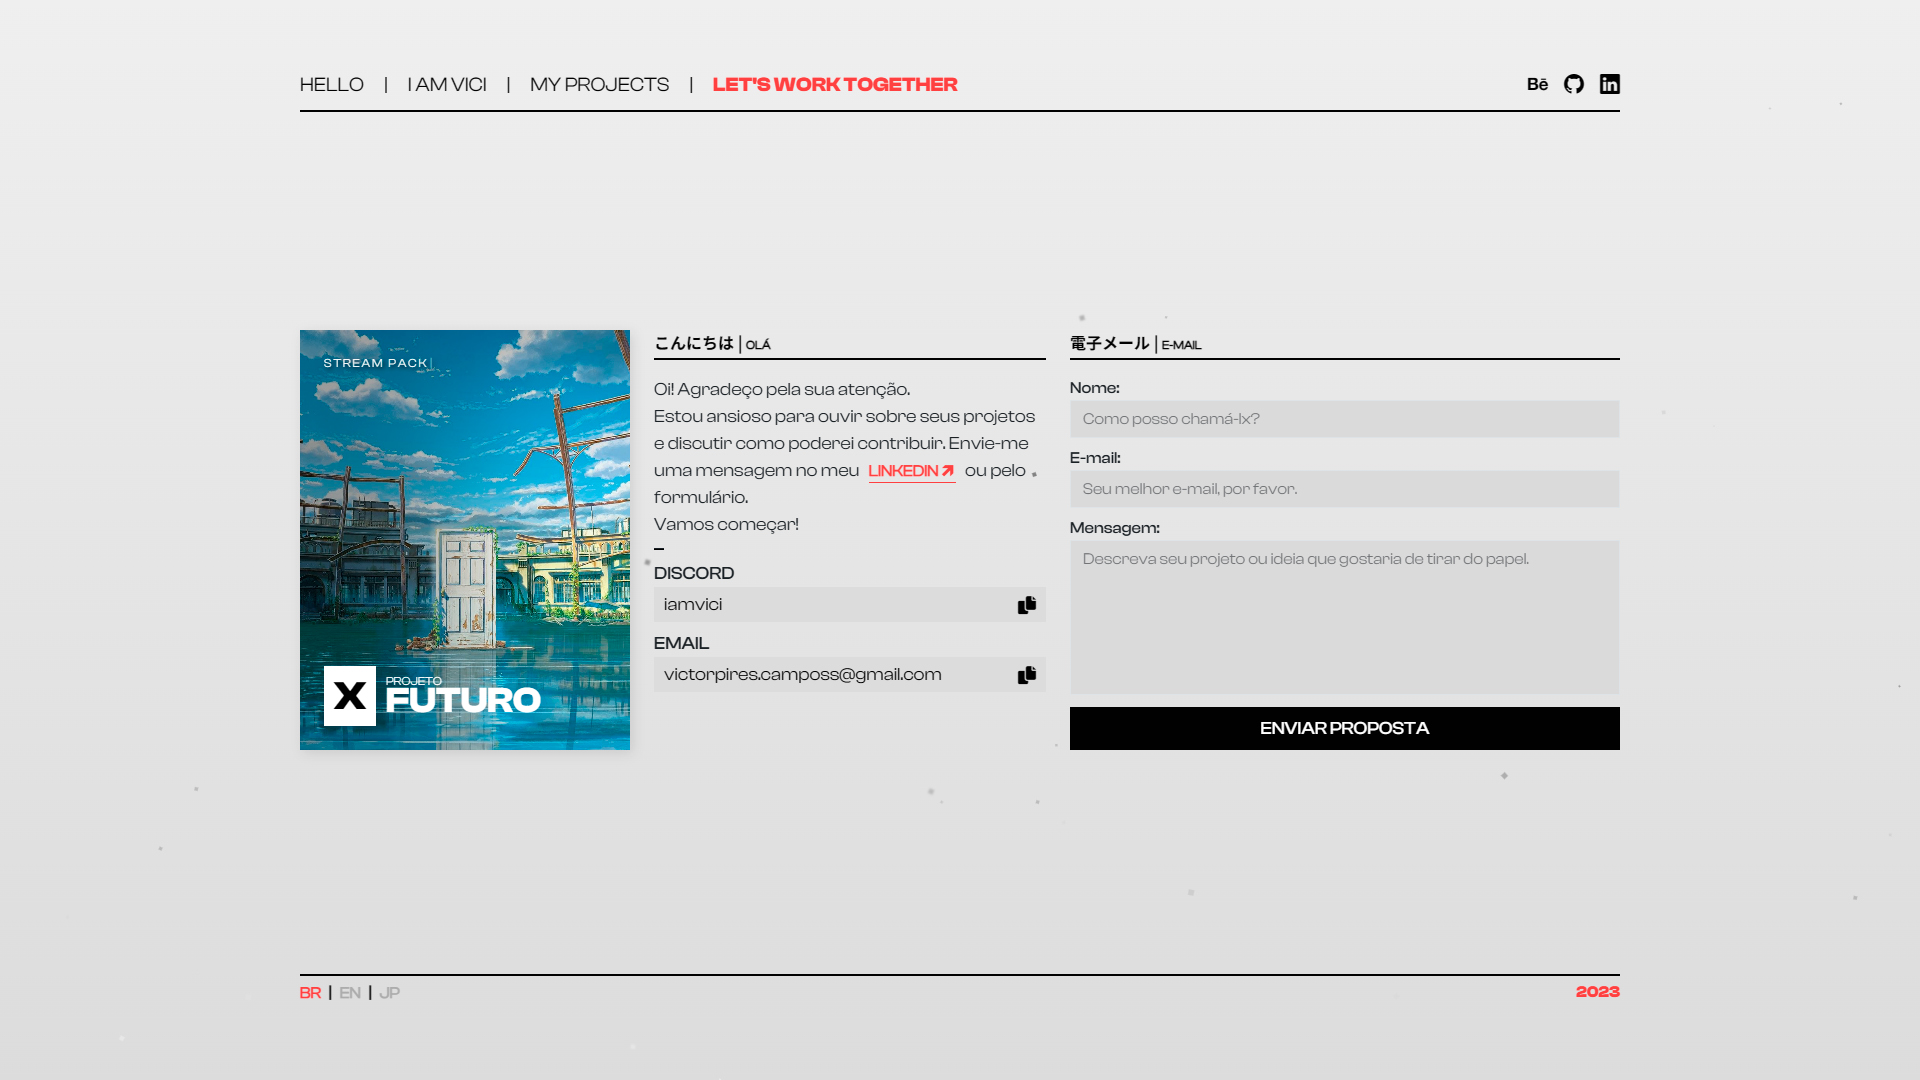 HELLO | I AM VICI | MY PROJECTS | LET'S WORK TOGETHER
Bē
in
STREAM PACK|
X
PROJETO
FUTURO
こんにちは | OLÁ
Oi! Agradeço pela sua atenção.
Estou ansioso para ouvir sobre seus projetos
e discutir como poderei contribuir. Envie-me
uma mensagem no meu LINKEDIN ou pelo
formulário.
Vamos começar!
DISCORD
iamvici
EMAIL
victorpires.camposs@gmail.com
電子メール | E-MAIL
Nome:
Como posso chamá-lx?
E-mail:
Seu melhor e-mail, por favor.
Mensagem:
Descreva seu projeto ou ideia que gostaria de tirar do papel.
ENVIAR PROPOSTA
BR | EN | JP
2023